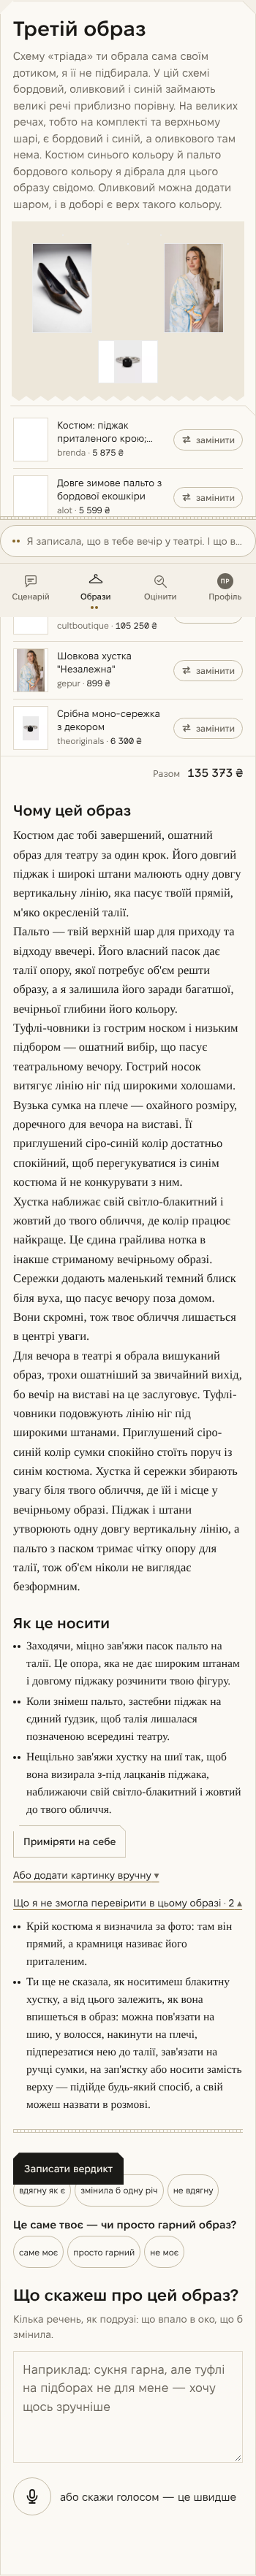 Третій образ
Схему «тріада» ти обрала сама своїм
дотиком, я її не підбирала. У цій схемі
бордовий, оливковий і синій займають
великі речі приблизно порівну. На великих
речах, тобто на комплекті та верхньому
шарі, є бордовий і синій, а оливкового там
нема. Костюм синього кольору й пальто
бордового кольору я дібрала для цього
образу свідомо. Оливковий можна додати
шаром, і в доборі є верх такого кольору.
Костюм: піджак
приталеного крою;...
brenda · 5 875 ₴
замінити
Довге зимове пальто з
бордової екошкіри
alot · 5 599 ₴
замінити
Я записала, що в тебе вечір у театрі. І що в...
Сценарій
Образи
Оцінити
ПР
Профіль
cultboutique · 105 250 ₴
Шовкова хустка
"Незалежна"
gepur · 899 ₴
замінити
Срібна моно-сережка
з декором
theoriginals · 6 300 ₴
замінити
Разом 135 373 ₴
Чому цей образ
Костюм дає тобі завершений, ошатний
образ для театру за один крок. Його довгий
піджак і широкі штани малюють одну довгу
вертикальну лінію, яка пасує твоїй прямій,
м'яко окресленій талії.
Пальто — твій верхній шар для приходу та
відходу ввечері. Його власний пасок дає
талії опору, якої потребує об'єм решти
образу, а я залишила його заради багатшої,
вечірньої глибини його кольору.
Туфлі-човники із гострим носком і низьким
підбором — ошатний вибір, що пасує
театральному вечору. Гострий носок
витягує лінію ніг під широкими холошами.
Вузька сумка на плече — охайного розміру,
доречного для вечора на виставі. Її
приглушений сіро-синій колір достатньо
спокійний, щоб перегукуватися із синім
костюма й не конкурувати з ним.
Хустка наближає свій світло-блакитний і
жовтий до твого обличчя, де колір працює
найкраще. Це єдина грайлива нотка в
інакше стриманому вечірньому образі.
Сережки додають маленький темний блиск
біля вуха, що пасує вечору поза домом.
Вони скромні, тож твоє обличчя лишається
в центрі уваги.
Для вечора в театрі я обрала вишуканий
образ, трохи ошатніший за звичайний вихід,
бо вечір на виставі на це заслуговує. Туфлі-
човники подовжують лінію ніг під
широкими штанами. Приглушений сіро-
синій колір сумки спокійно стоїть поруч із
синім костюма. Хустка й сережки збирають
увагу біля твого обличчя, де їй і місце у
вечірньому образі. Піджак і штани
утворюють одну довгу вертикальну лінію, а
пальто з паском тримає чітку опору для
талії, тож об'єм ніколи не виглядає
безформним.
Як це носити
Заходячи, міцно зав'яжи пасок пальто на
талії. Це опора, яка не дає широким штанам
і довгому піджаку розчинити твою фігуру.
Коли знімеш пальто, застебни піджак на
єдиний ґудзик, щоб талія лишалася
позначеною всередині театру.
Нещільно зав'яжи хустку на шиї так, щоб
вона визирала з-під лацканів піджака,
наближаючи свій світло-блакитний і жовтий
до твого обличчя.
Приміряти на себе
Або додати картинку вручну ▾
Що я не змогла перевірити в цьому образі · 2 ▴
Крій костюма я визначила за фото: там він
прямий, а крамниця називає його
приталеним.
Ти ще не сказала, як носитимеш блакитну
хустку, а від цього залежить, як вона
впишеться в образ: можна пов'язати на
шию, у волосся, накинути на плечі,
підперезатися нею до талії, зав'язати на
ручці сумки, на зап'ястку або носити замість
верху — підійде будь-який спосіб, а свій
можеш назвати в розмові.
Записати вердикт
вдягну як є
змінила б одну річ
не вдягну
Це саме твоє — чи просто гарний образ?
саме моє
просто гарний
не моє
Що скажеш про цей образ?
Кілька речень, як подрузі: що впало в око, що б
змінила.
Наприклад: сукня гарна, але туфлі
на підборах не для мене — хочу
щось зручніше
або скажи голосом — це швидше